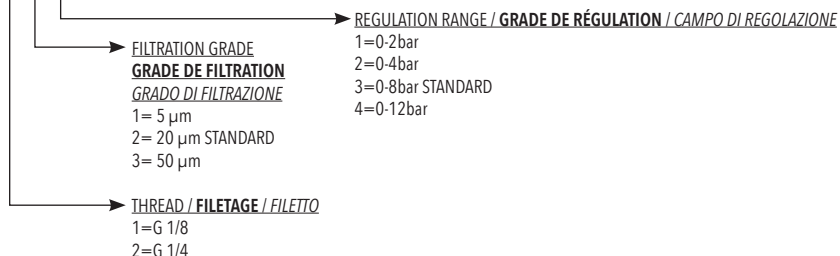 REGULATION RANGE / GRADE DE RÉGULATION / CAMPO DI REGOLAZIONE
1=0-2bar
2=0-4bar
3=0-8bar STANDARD
4=0-12bar
FILTRATION GRADE
GRADE DE FILTRATION
GRADO DI FILTRAZIONE
1= 5 µm
2= 20 µm STANDARD
3= 50 µm
THREAD / FILETAGE / FILETTO
1=G 1/8
2=G 1/4